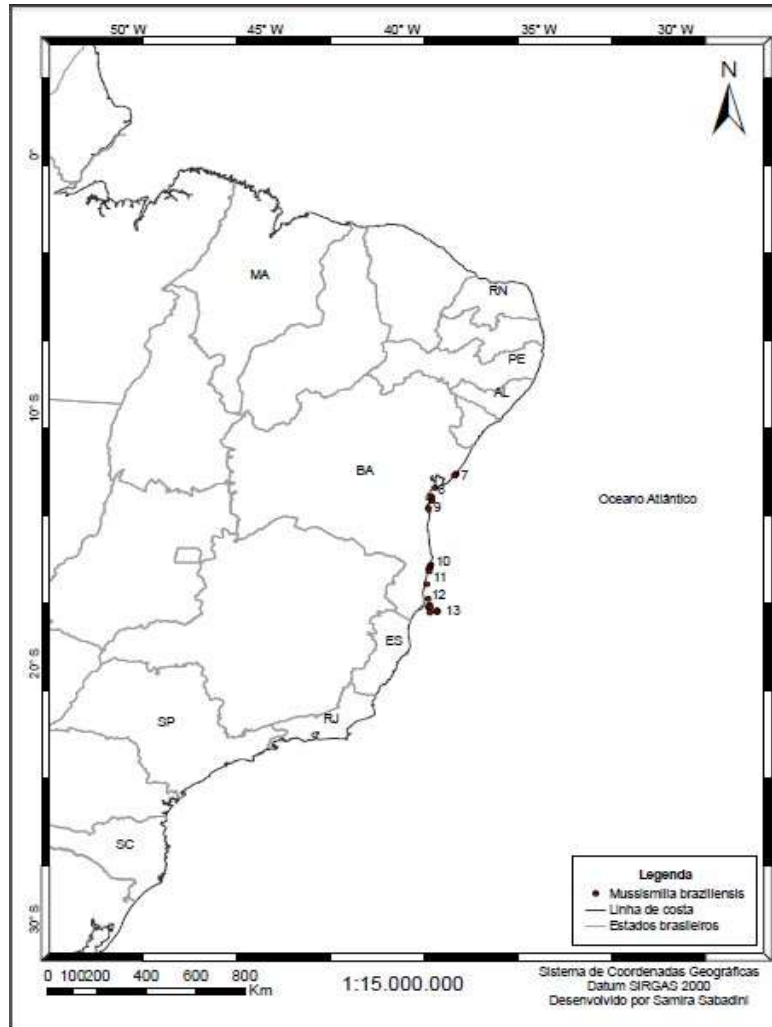 50° W 45° W 40° W 35° W 30° W
N
0°
MA
RN
PE
AL
10° S
BA
7
8
9
Oceano Atlântico
10
11
12
13
ES
20° S
RJ
SP
SC
30° S
Legenda
Mussismilia braziliensis
Linha de costa
Estados brasileiros
0 100200 400 600 800
Km
1:15.000.000
Sistema de Coordenadas Geográficas
Datum SIRGAS 2000
Desenvolvido por Samira Sabadini